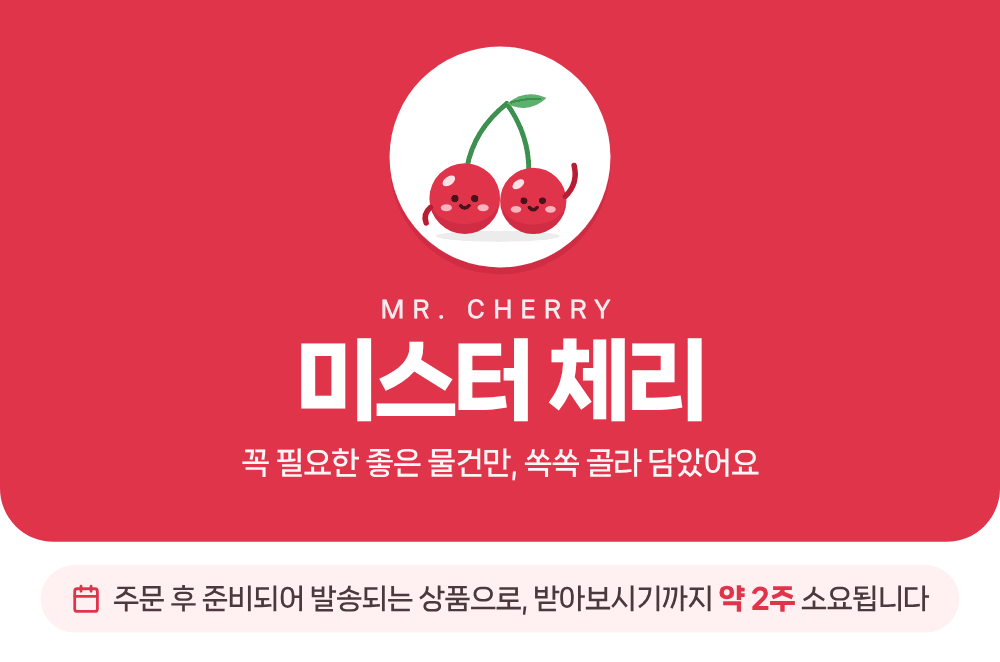 MR. CHERRY
미스터 체리
꼭 필요한 좋은 물건만, 쏙쏙 골라 담았어요
주문 후 준비되어 발송되는 상품으로, 받아보시기까지 약 2주 소요됩니다